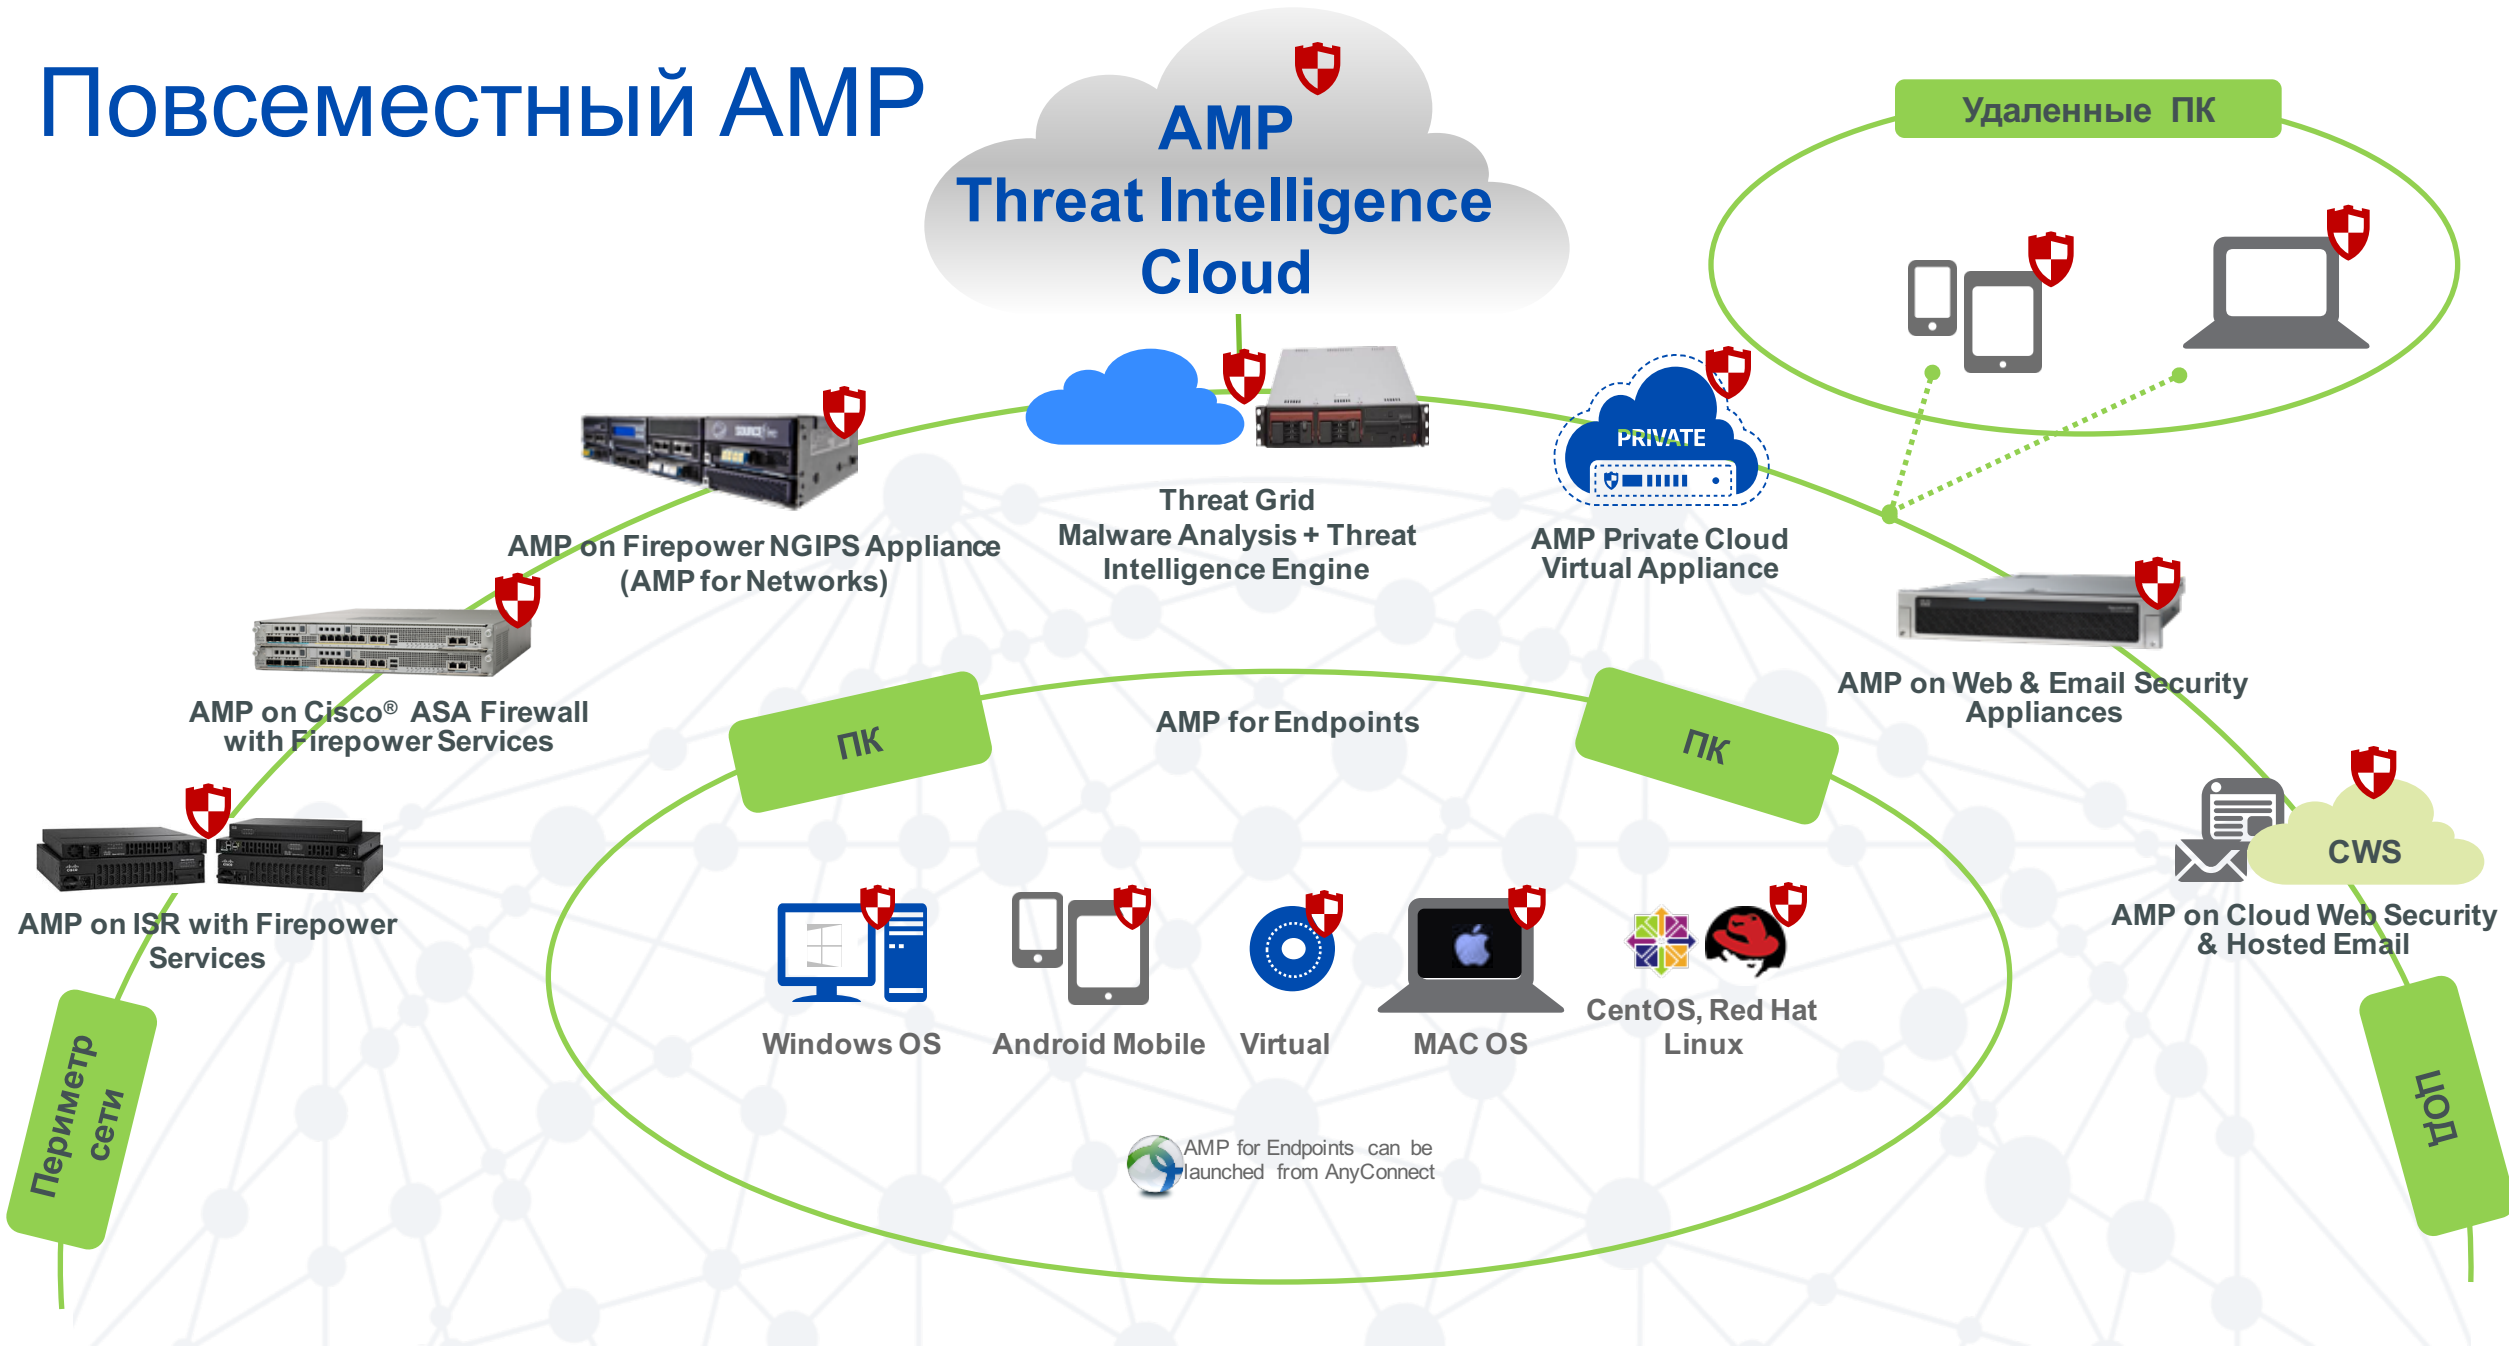 Повсеместный AMP
AMP
Threat Intelligence
Cloud
Удаленные ПК
PRIVATE
Threat Grid
Malware Analysis + Threat
Intelligence Engine
AMP Private Cloud
Virtual Appliance
AMP on Firepower NGIPS Appliance
(AMP for Networks)
AMP on Cisco® ASA Firewall
with Firepower Services
AMP on Web & Email Security
Appliances
ПК
AMP for Endpoints
ПК
CWS
AMP on ISR with Firepower
Services
AMP on Cloud Web Security
& Hosted Email
Windows OS
Android Mobile
Virtual
MAC OS
CentOS, Red Hat
Linux
Периметр
сети
ЦОД
AMP for Endpoints can be
launched from AnyConnect